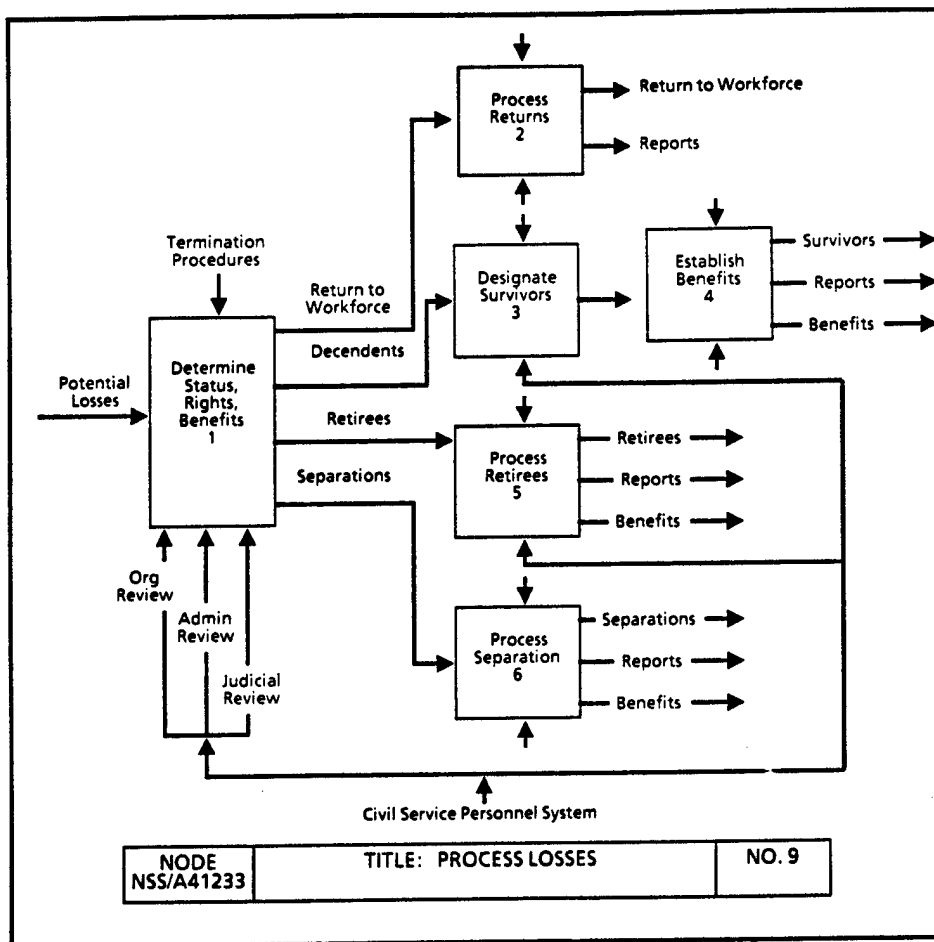 Process
Returns
2
Return to Workforce
Reports
Termination
Procedures
Return to
Workforce
Decendents
Designate
Survivors
3
Establish
Benefits
4
Survivors
Reports
Benefits
Potential
Losses
Determine
Status,
Rights,
Benefits
1
Retirees
Separations
Process
Retirees
5
Retirees
Reports
Benefits
Org
Review
Admin
Review
Judicial
Review
Process
Separation
6
Separations
Reports
Benefits
Civil Service Personnel System
NODE
NSS/A41233
TITLE: PROCESS LOSSES
NO. 9